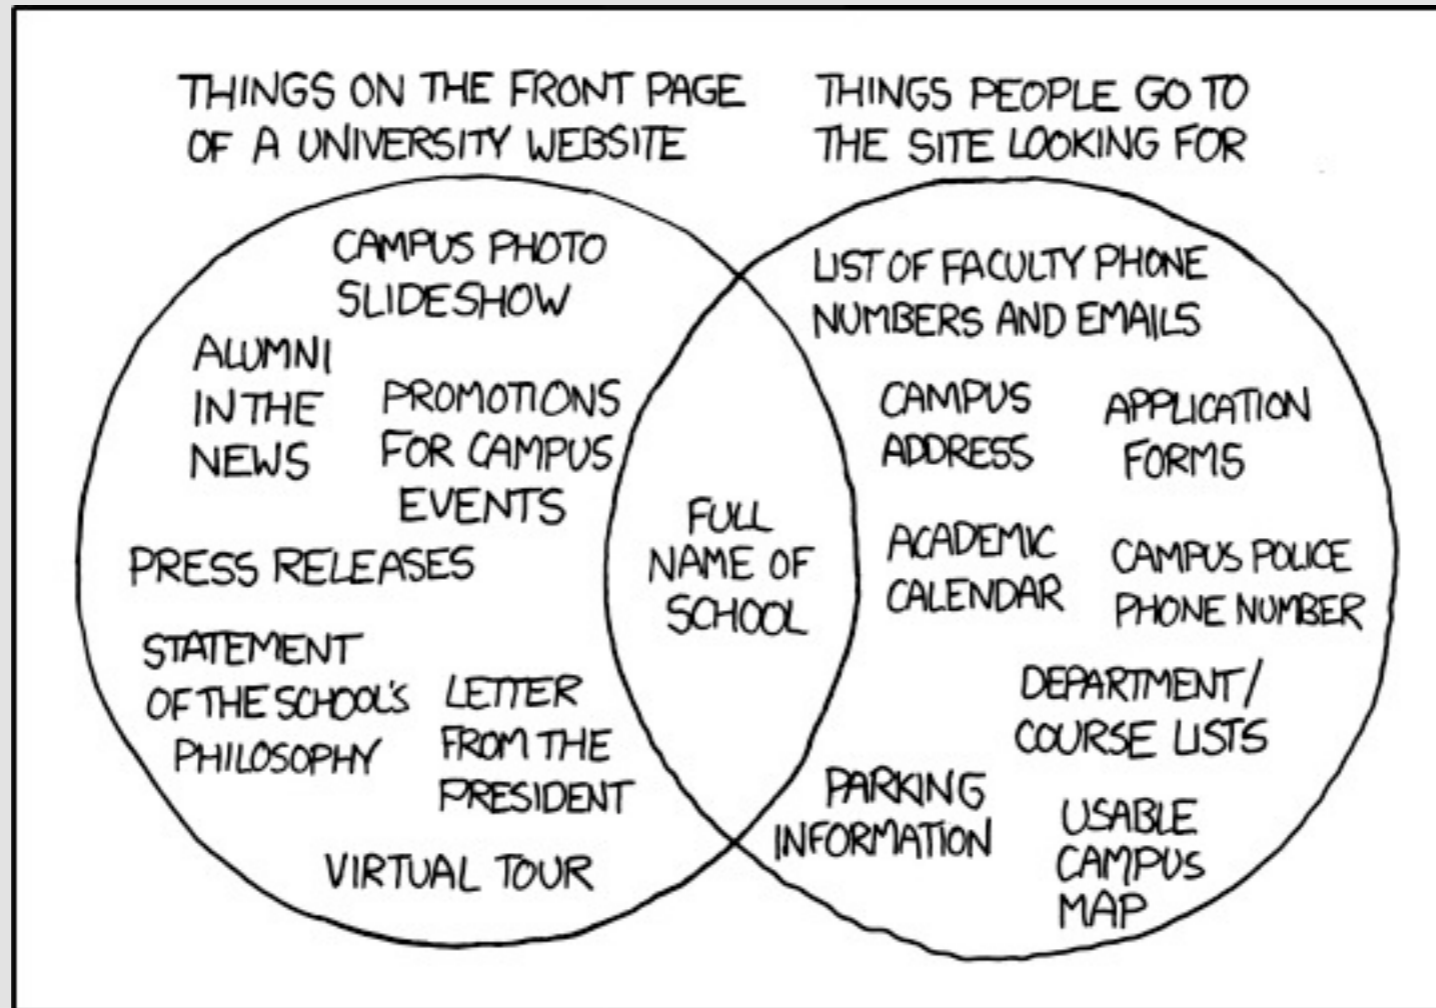 THINGS ON THE FRONT PAGE
OF A UNIVERSITY WEBSITE
THINGS PEOPLE GO TO
THE SITE LOOKING FOR
CAMPUS PHOTO
SLIDESHOW
ALUMNI
IN THE
NEWS
PROMOTIONS
FOR CAMPUS
EVENTS
PRESS RELEASES
STATEMENT
OF THE SCHOOL'S
PHILOSOPHY
LETTER
FROM THE
PRESIDENT
VIRTUAL TOUR
FULL
NAME OF
SCHOOL
LIST OF FACULTY PHONE
NUMBERS AND EMAILS
CAMPUS
ADDRESS
APPLICATION
FORMS
ACADEMIC
CALENDAR
CAMPUS POLICE
PHONE NUMBER
DEPARTMENT/
COURSE LISTS
PARKING
INFORMATION
USABLE
CAMPUS
MAP